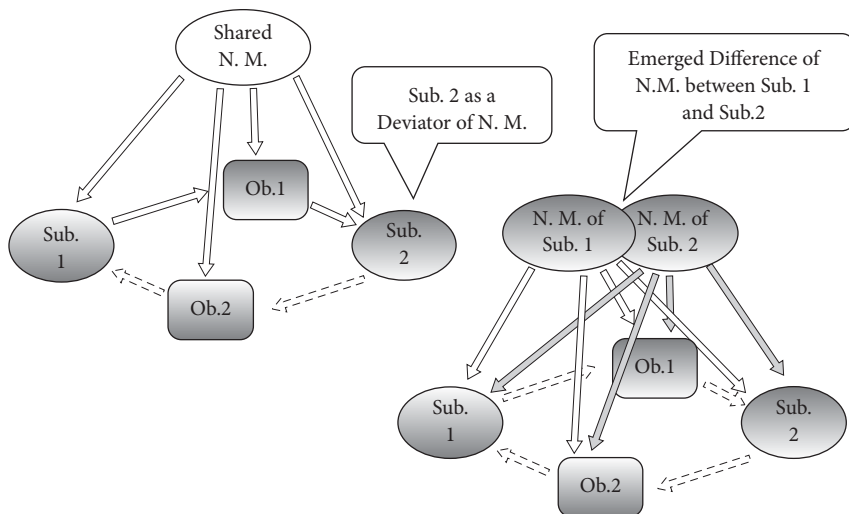 Shared
N. M.
Sub. 2 as a
Deviator of N. M.
Emerged Difference of
N.M. between Sub. 1
and Sub.2
Ob.1
Sub.
1
Sub.
2
Ob.2
N. M. of
Sub. 1
N. M. of
Sub. 2
Ob.1
Sub.
1
Sub.
2
Ob.2